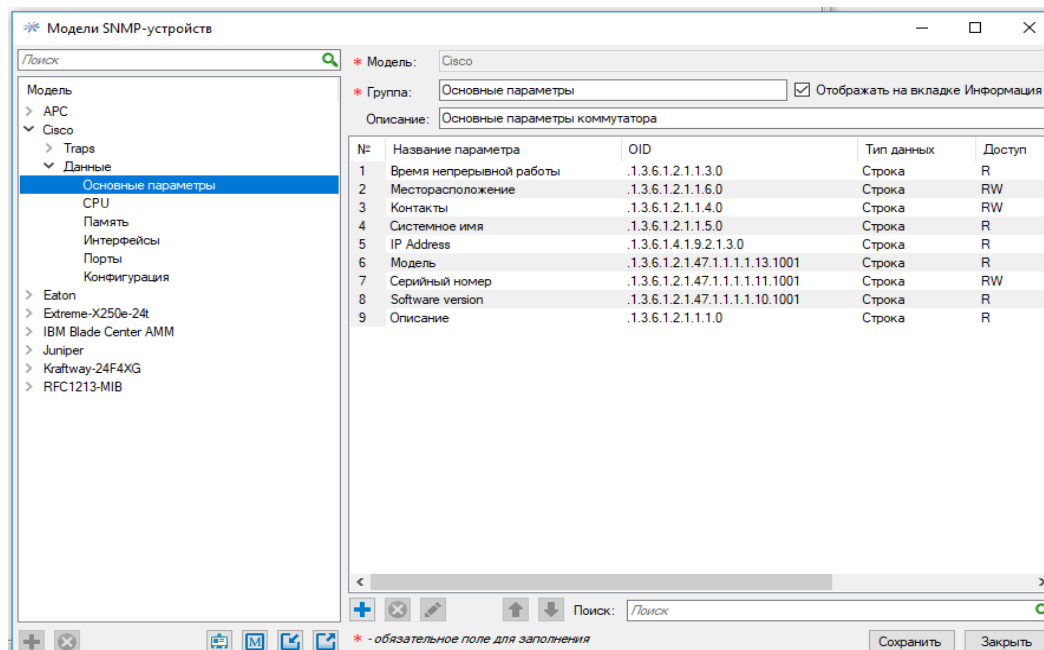 Модели SNMP-устройств
Поиск
Модель
APC
Cisco
Traps
Данные
Основные параметры
CPU
Память
Интерфейсы
Порты
Конфигурация
Eaton
Extreme-X250e-24t
IBM Blade Center AMM
Juniper
Kraftway-24F4XG
RFC1213-MIB
* Модель: Cisco
* Группа: Основные параметры Отображать на вкладке Информация
Описание: Основные параметры коммутатора
№ Название параметра OID Тип данных Доступ
1 Время непрерывной работы .1.3.6.1.2.1.1.3.0 Строка R
2 Месторасположение .1.3.6.1.2.1.1.6.0 Строка RW
3 Контакты .1.3.6.1.2.1.1.4.0 Строка RW
4 Системное имя .1.3.6.1.2.1.1.5.0 Строка R
5 IP Address .1.3.6.1.4.1.9.2.1.3.0 Строка R
6 Модель .1.3.6.1.2.1.47.1.1.1.1.13.1001 Строка R
7 Серийный номер .1.3.6.1.2.1.47.1.1.1.1.11.1001 Строка RW
8 Software version .1.3.6.1.2.1.47.1.1.1.1.10.1001 Строка R
9 Описание .1.3.6.1.2.1.1.1.0 Строка R
Поиск: Поиск
* - обязательное поле для заполнения
M
Сохранить Закрыть